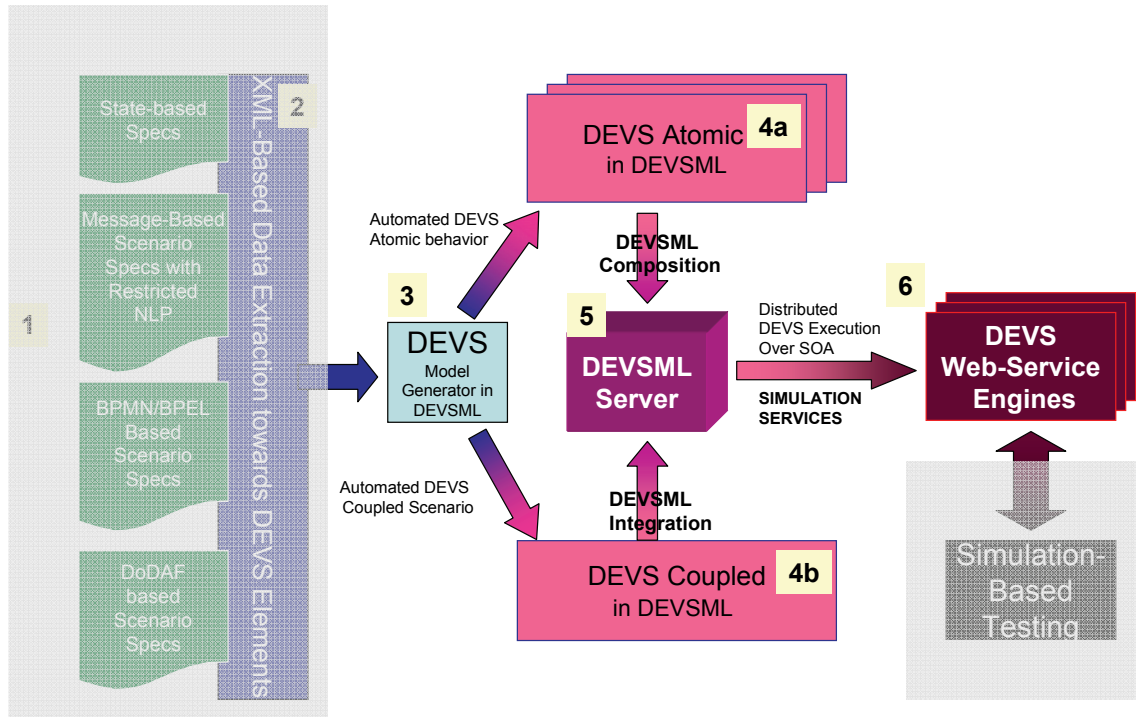 1
State-based
Specs
Message-Based
Scenario
Specs with
Restricted
NLP
BPMN/BPEL
Based
Scenario
Specs
DoDAF
based
Scenario
Specs
2
XML-Based Data Extraction towards DEVS Elements
3
DEVS
Model
Generator in
DEVSML
Automated DEVS
Atomic behavior
Automated DEVS
Coupled Scenario
4a
DEVS Atomic
in DEVSML
DEVSML
Composition
5
DEVSML
Server
DEVSML
Integration
4b
DEVS Coupled
in DEVSML
Distributed
DEVS Execution
Over SOA
SIMULATION
SERVICES
6
DEVS
Web-Service
Engines
Simulation-
Based
Testing